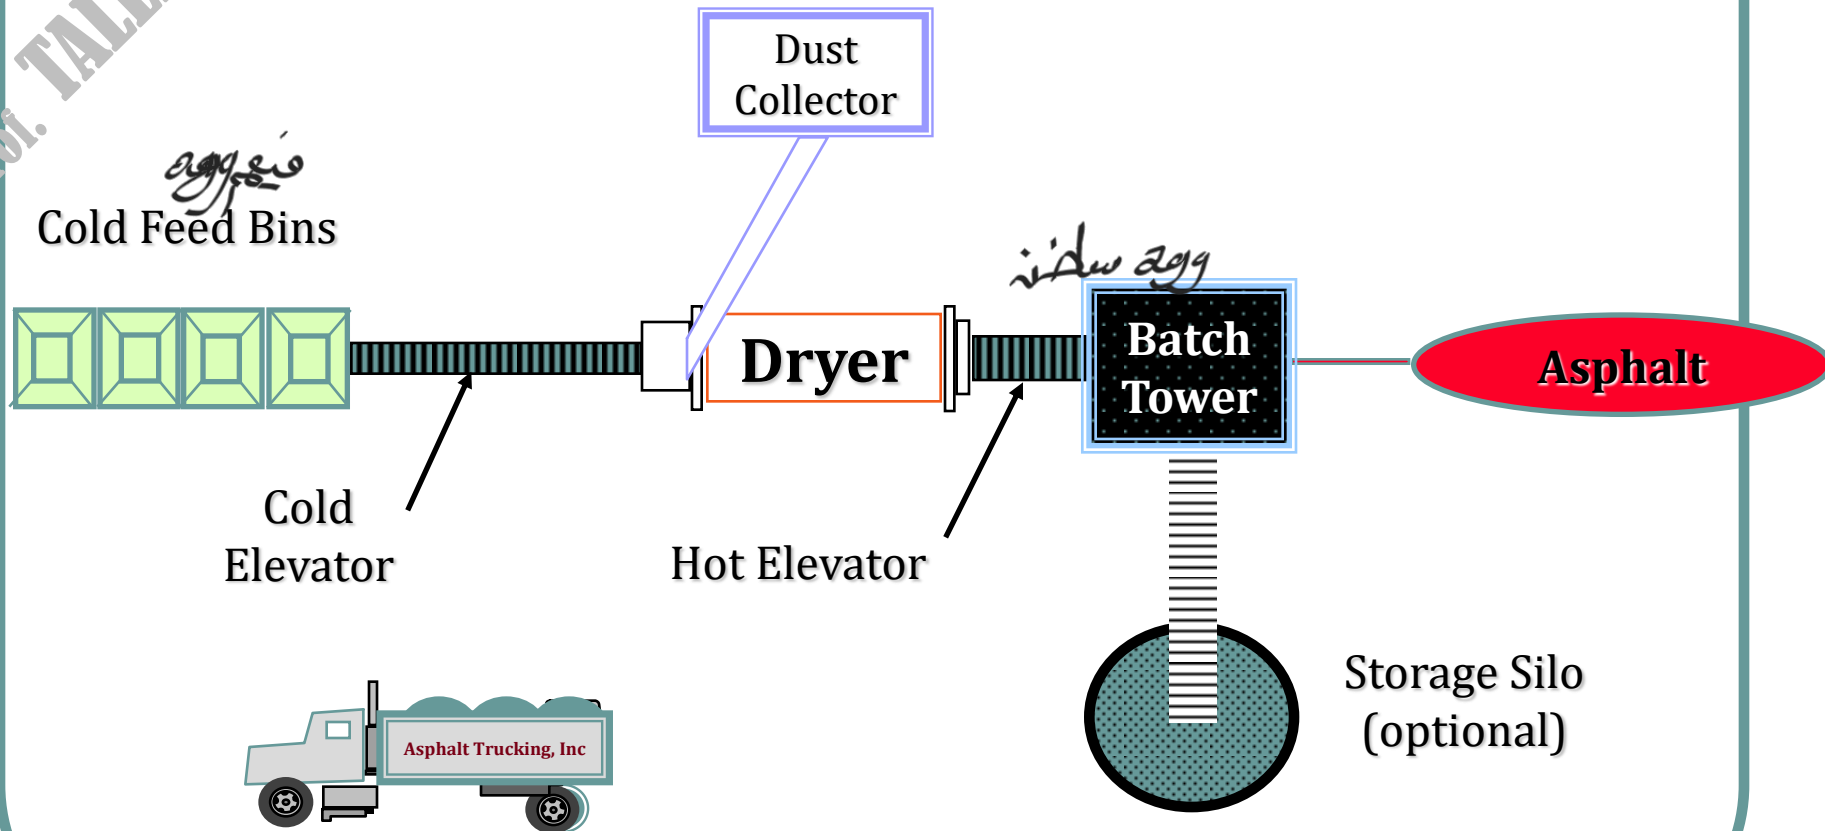 Dust
Collector
Cold Feed Bins
agg
Batch
Tower
Dryer
Asphalt
Cold
Elevator
Hot Elevator
Storage Silo
(optional)
Asphalt Trucking, Inc